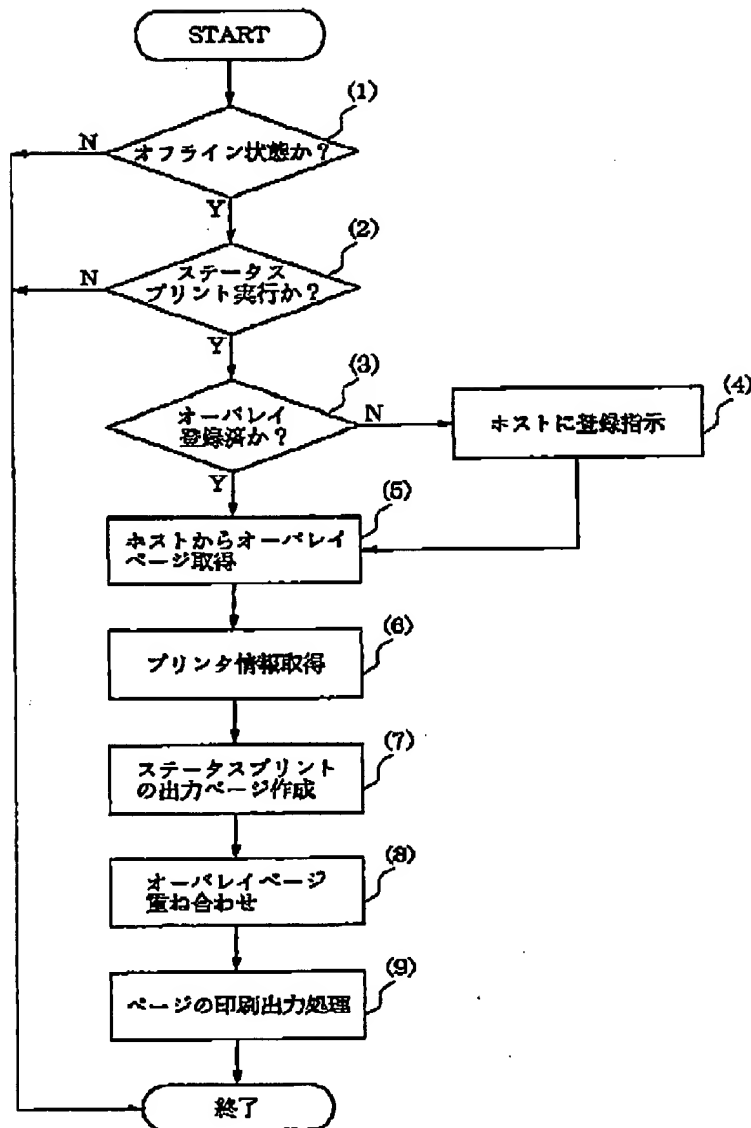 START
(1)
オフライン状態か?
N
Y
(2)
ステータス
プリント実行か?
N
Y
(3)
オーバレイ
登録済か?
N
Y
(4)
ホストに登録指示
(5)
ホストからオーバレイ
ページ取得
(6)
プリンタ情報取得
(7)
ステータスプリント
の出力ページ作成
(8)
オーバレイページ
重ね合わせ
(9)
ページの印刷出力処理
終了